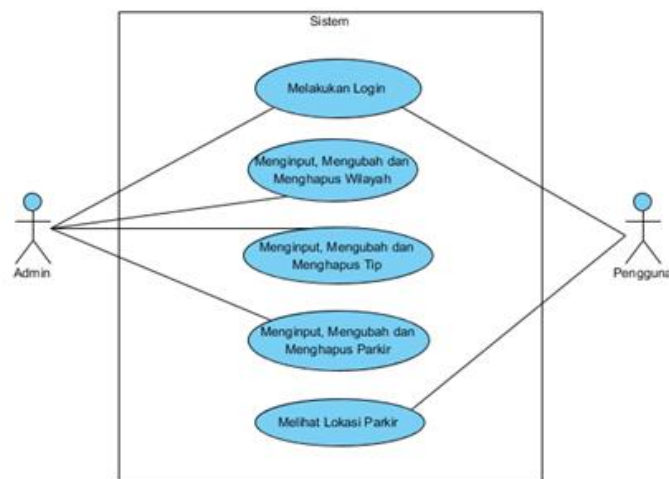 Sistem
Melakukan Login
Menginput, Mengubah dan
Menghapus Wilayah
Menginput, Mengubah dan
Menghapus Tip
Admin
Pengguna
Menginput, Mengubah dan
Menghapus Parkir
Melihat Lokasi Parkir